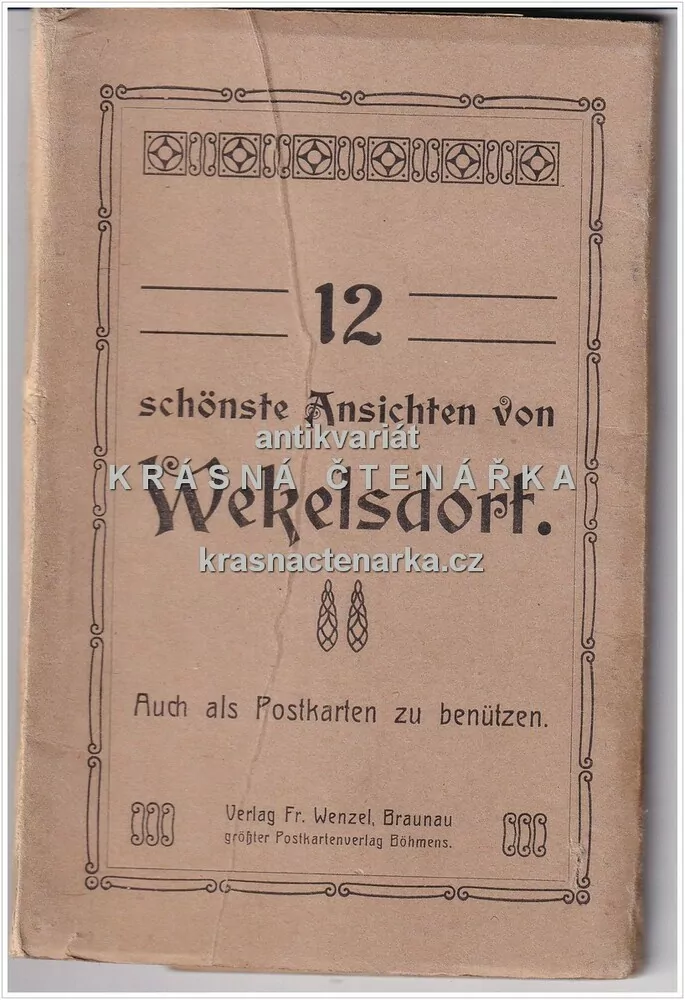 12
schönste Ansichten von
antikvariát
KRÁSNÁ ČTENÁŘKA
Wekelsdorf.
krasnactenarka.cz
Auch als Postkarten zu benützen.
Verlag Fr. Wenzel, Braunau
größter Postkartenverlag Böhmens.